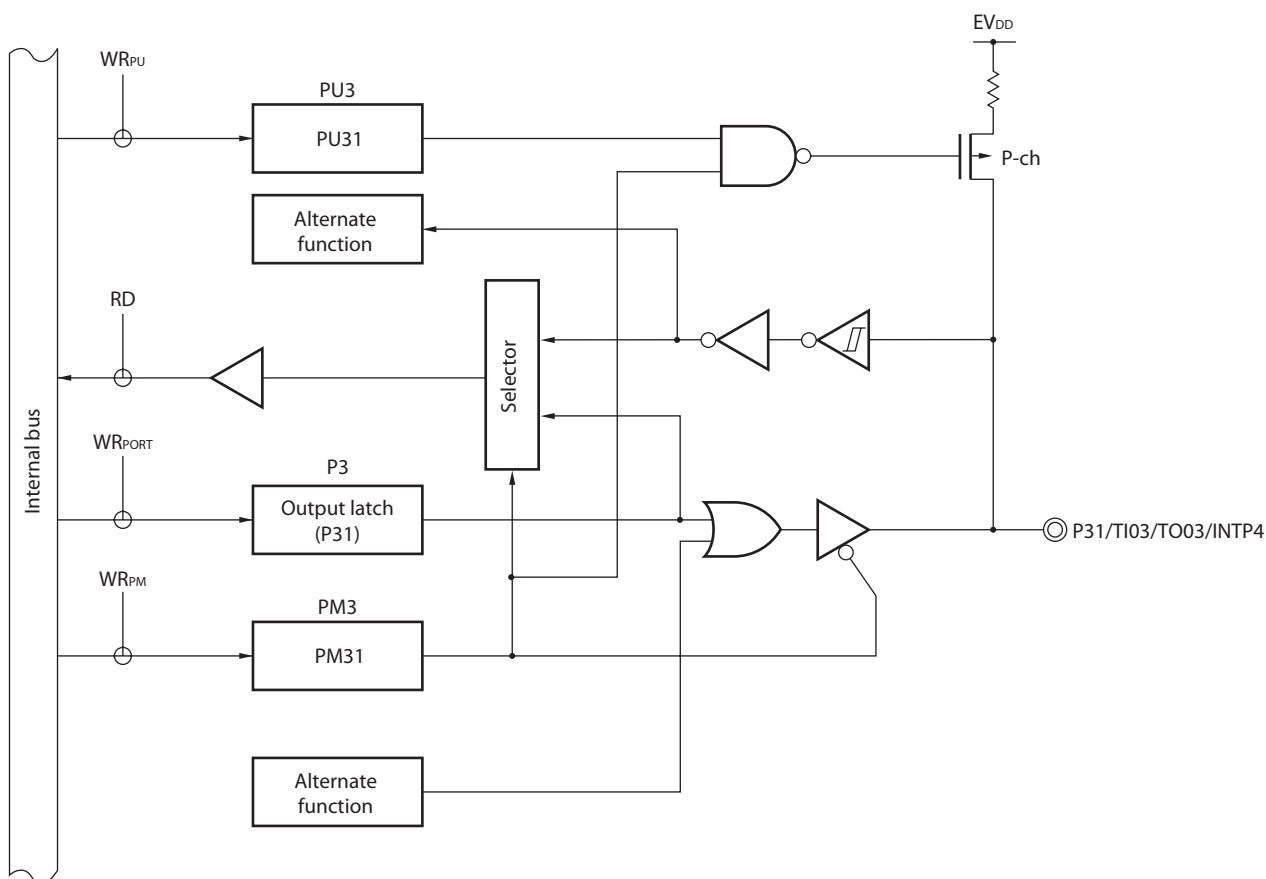 EVDD
WRPU
PU3
PU31
P-ch
Alternate
function
RD
Selector
Internal bus
WRPORT
P3
Output latch
(P31)
P31/TI03/TO03/INTP4
WRPM
PM3
PM31
Alternate
function